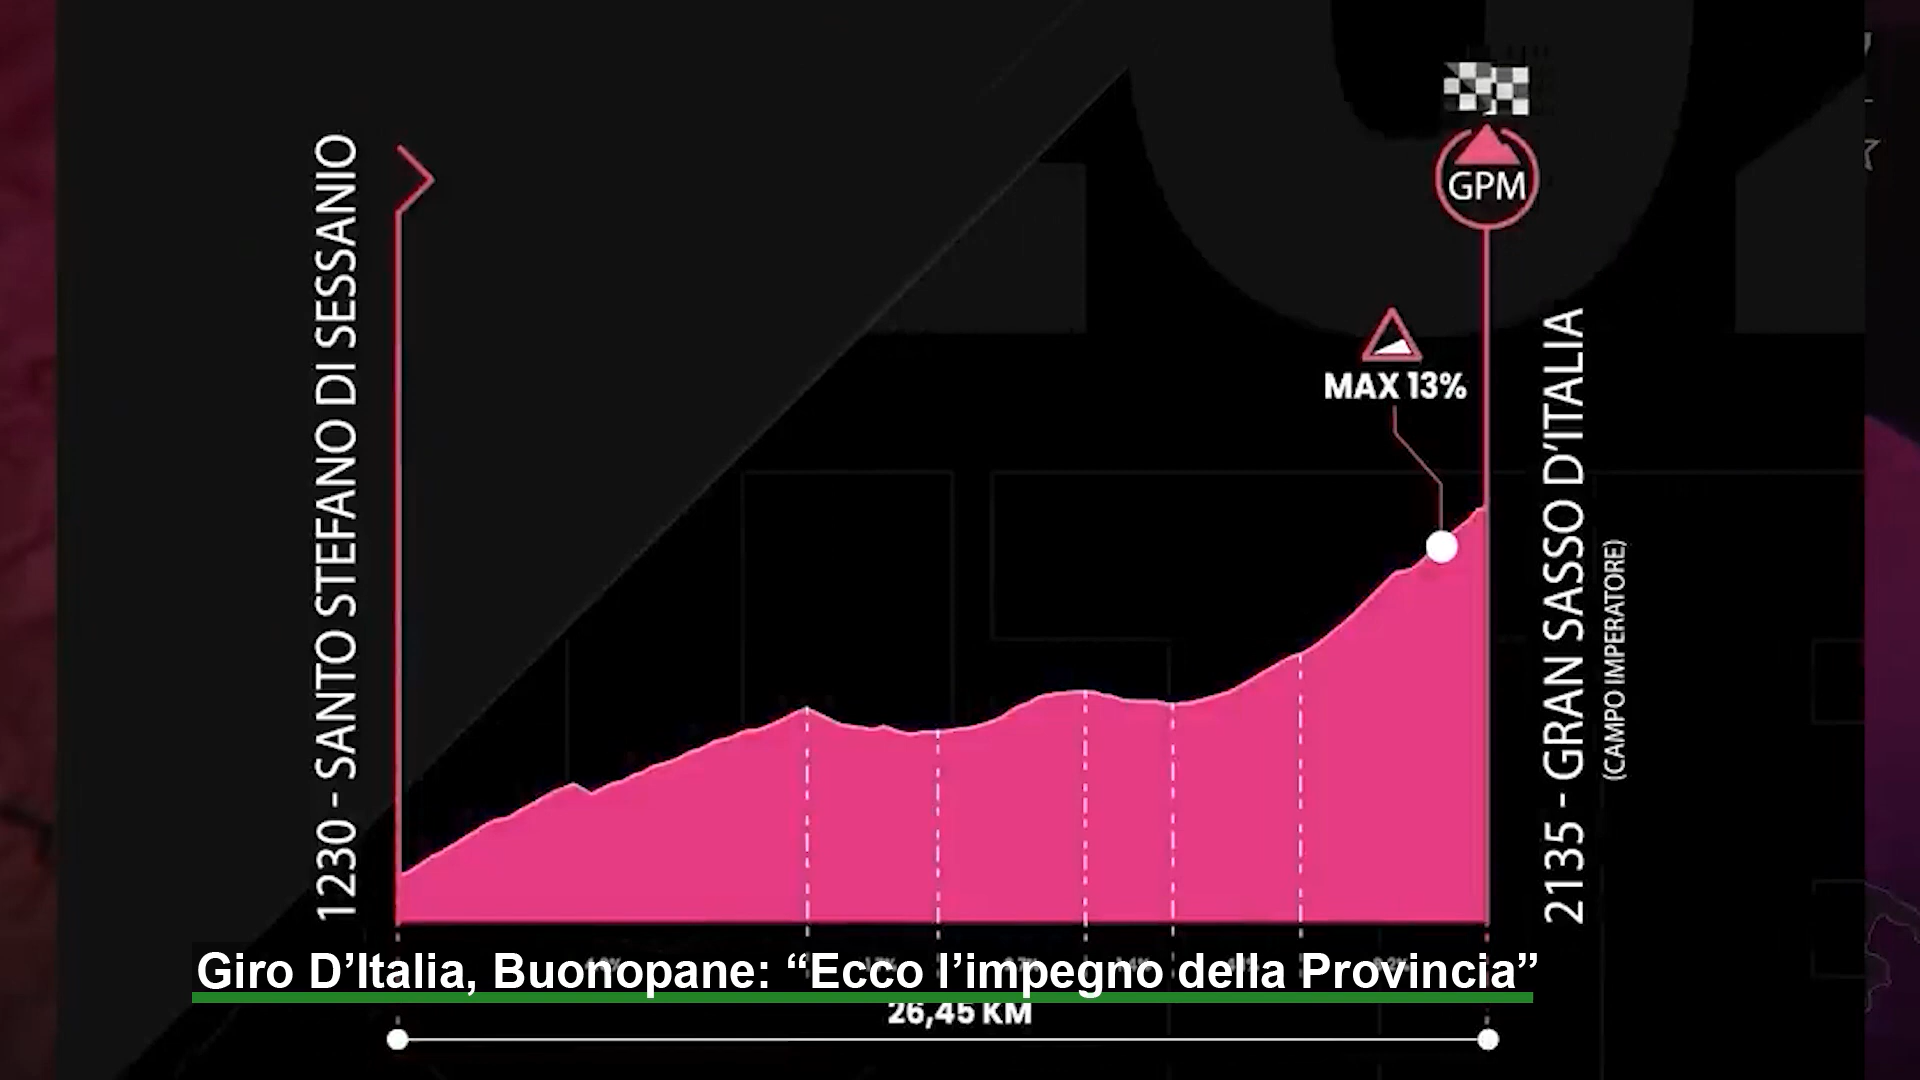 1230 - SANTO STEFANO DI SESSANIO
GPM
MAX 13%
2135 - GRAN SASSO D'ITALIA
(CAMPO IMPERATORE)
Giro D’Italia, Buonopane: “Ecco l’impegno della Provincia”
26,45 KM